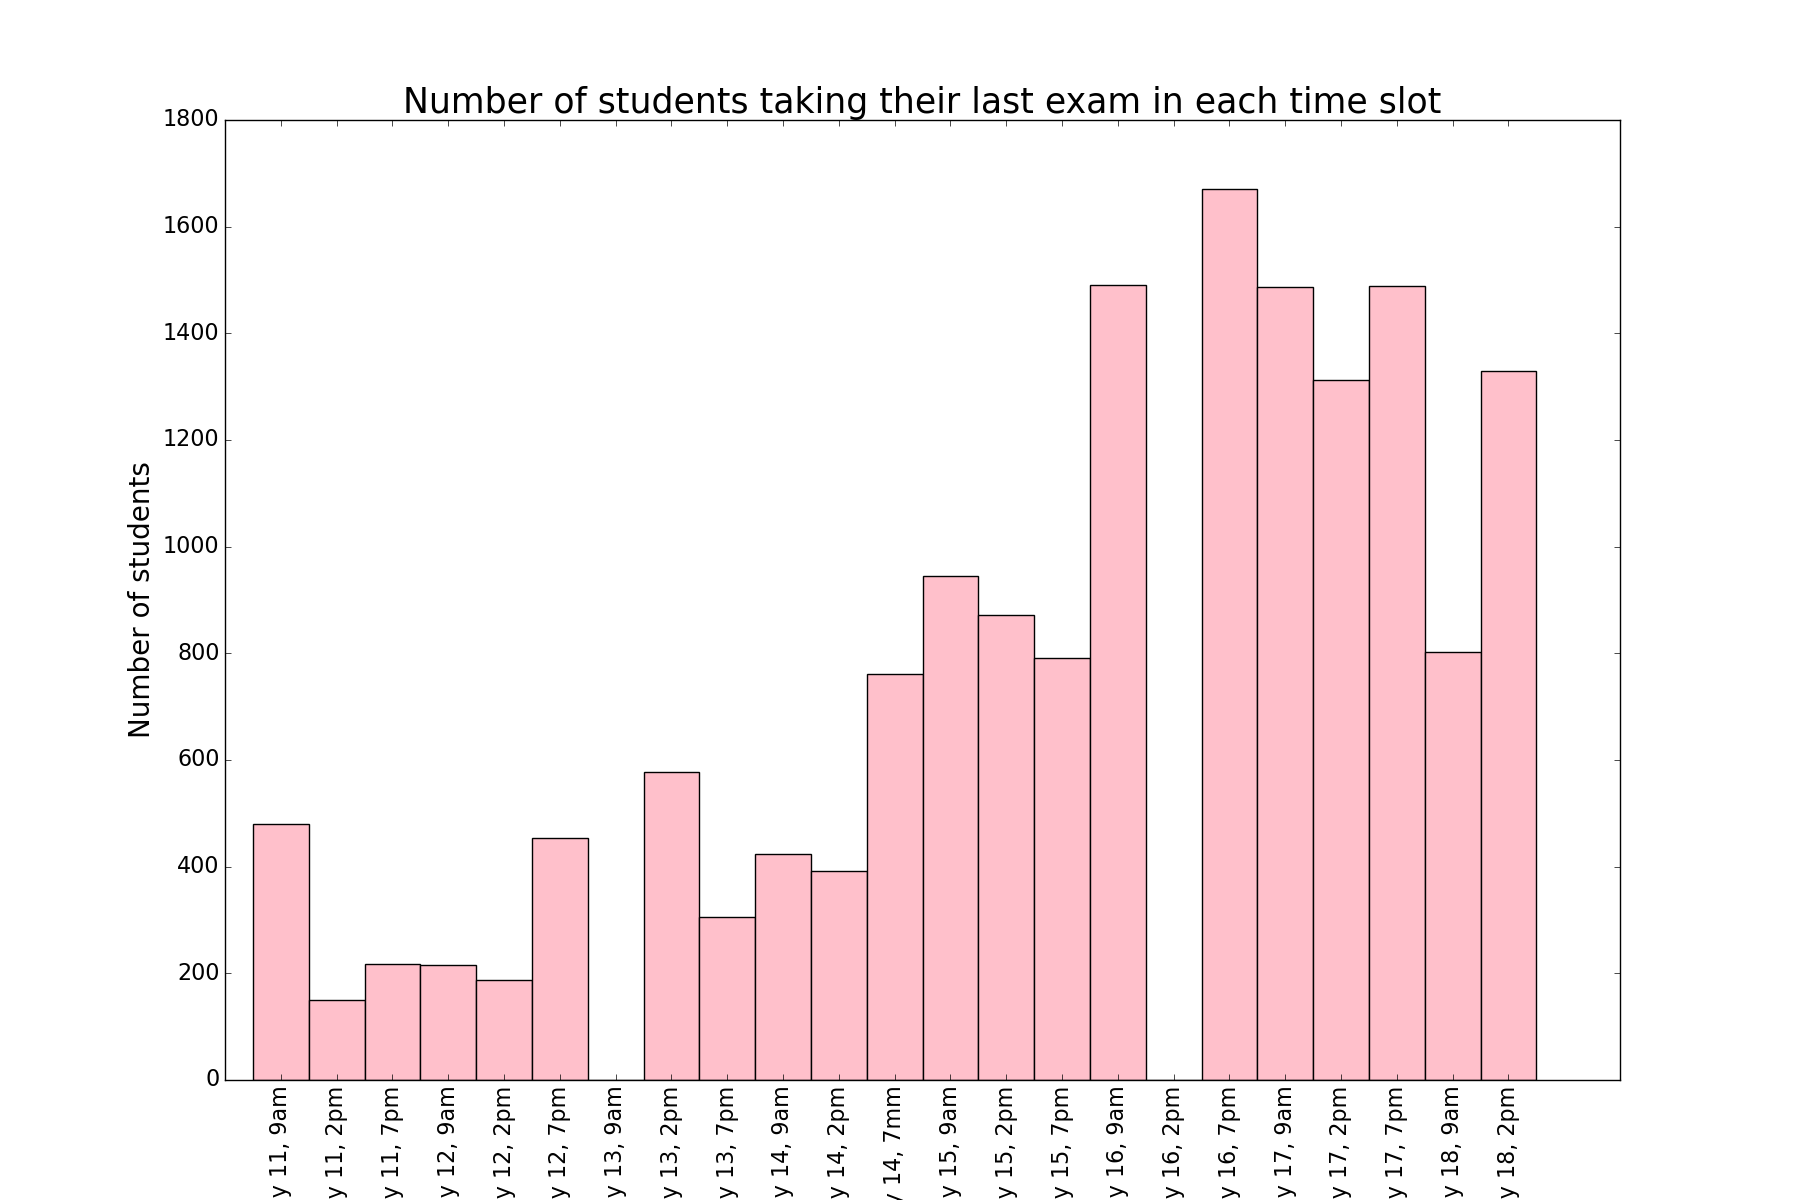 Number of students taking their last exam in each time slot
Number of students
1800
1600
1400
1200
1000
800
600
400
200
0
y 11, 9am
y 11, 2pm
y 11, 7pm
y 12, 9am
y 12, 2pm
y 12, 7pm
y 13, 9am
y 13, 2pm
y 13, 7pm
y 14, 9am
y 14, 2pm
y 14, 7mm
y 15, 9am
y 15, 2pm
y 15, 7pm
y 16, 9am
y 16, 2pm
y 16, 7pm
y 17, 9am
y 17, 2pm
y 17, 7pm
y 18, 9am
y 18, 2pm